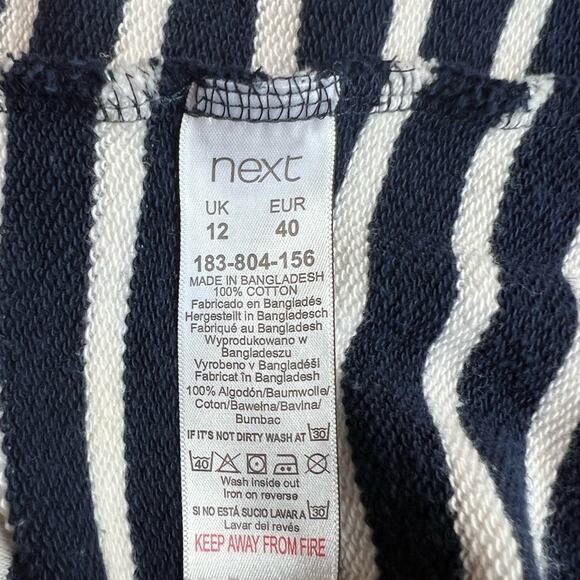 next
UK EUR
12 40
183-804-156
MADE IN BANGLADESH
100% COTTON
Fabricado en Bangladés
Hergestellt in Bangladesch
Fabriqué au Bangladesh
Wyprodukowano w
Bangladeszu
Vyrobeno v Bangladéši
Fabricat în Bangladesh
100% Algodón/Baumwolle/
Coton/Bawełna/Bavlna/
Bumbac
IF IT'S NOT DIRTY WASH AT 30
40
Wash inside out
Iron on reverse
SI NO ESTÁ SUCIO LAVAR A 30
Lavar del revés
KEEP AWAY FROM FIRE